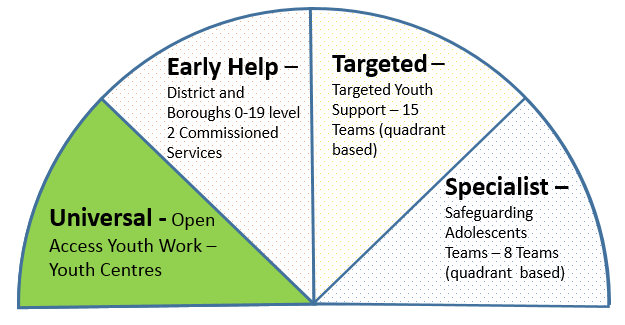 Universal - Open
Access Youth Work –
Youth Centres
Early Help –
District and
Boroughs 0-19 level
2 Commissioned
Services
Targeted –
Targeted Youth
Support – 15
Teams (quadrant
based)
Specialist –
Safeguarding
Adolescents
Teams – 8 Teams
(quadrant based)